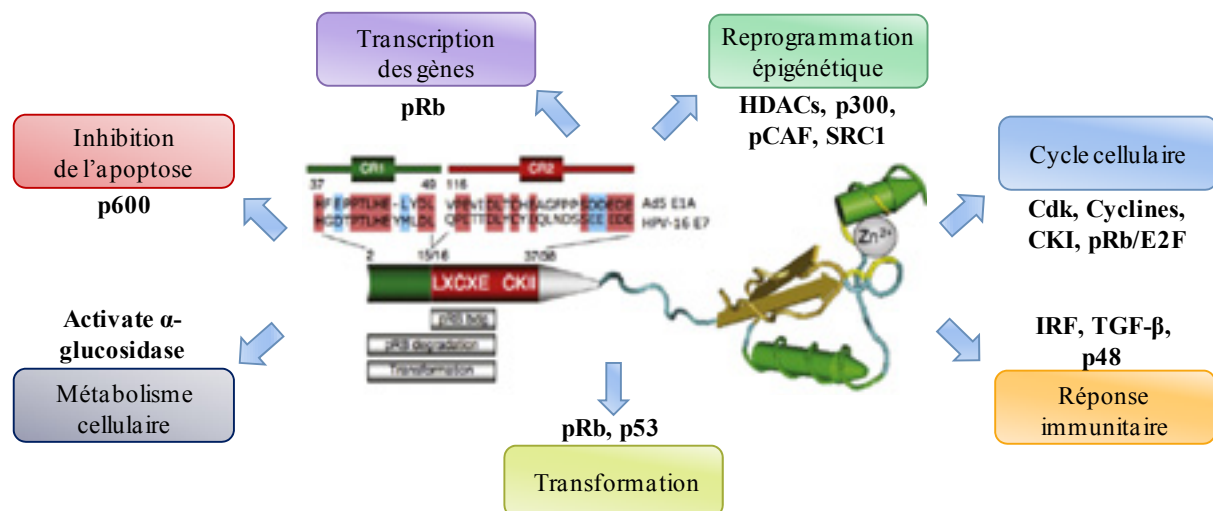 Transcription
des gènes
pRb
Reprogrammation
épigénétique
HDACs, p300,
pCAF, SRC1
Inhibition
de l'apoptose
p600
Cycle cellulaire
Cdk, Cyclines,
CKI, pRb/E2F
CR1
CR2
37
49
116
Ad5 E1A
HPV-16 E7
2
15/16
37/38
LXCXE CKII
pRB
pRB degradation
Transformation
Zn2+
Activate α-
glucosidase
Métabolisme
cellulaire
IRF, TGF-β,
p48
Réponse
immunitaire
pRb, p53
Transformation